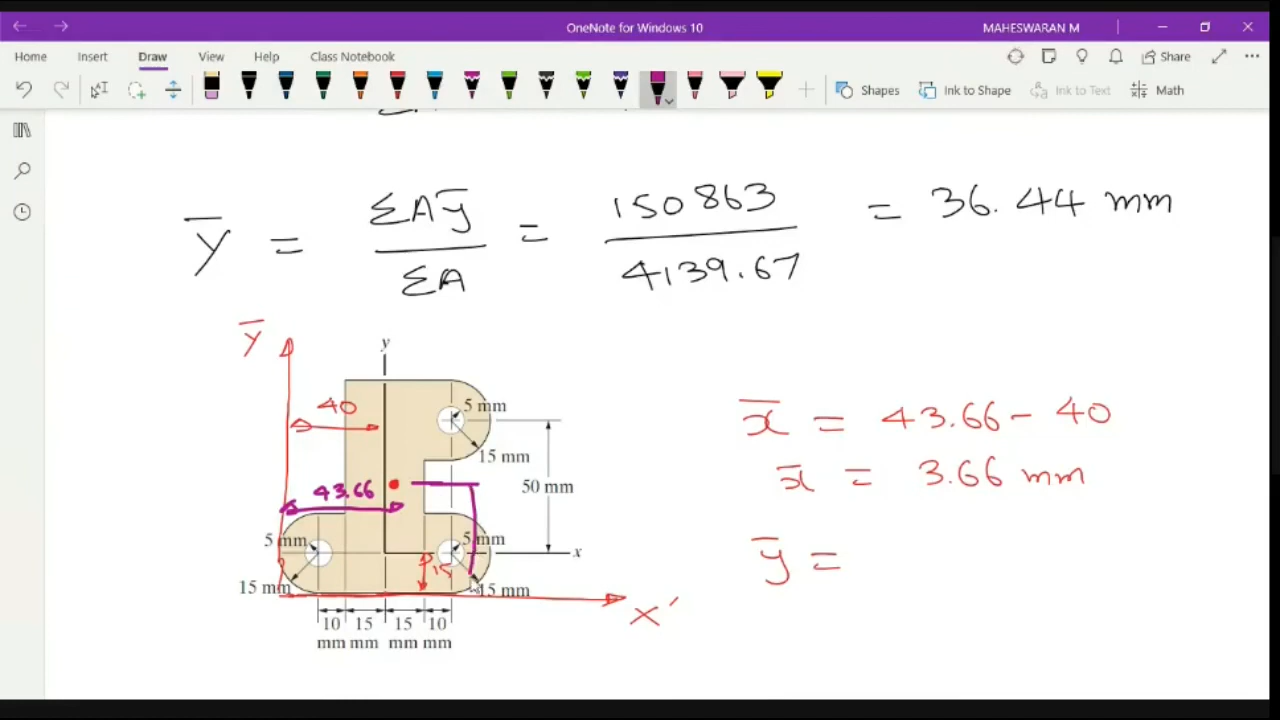 OneNote for Windows 10
MAHESWARAN M
Home Insert Draw View Help Class Notebook
Share
Shapes Ink to Shape Ink to Text Math
Y̅ = ΣAy̅ / ΣA = 150863 / 4139.67 = 36.44 mm
Y̅
y
40
5 mm
15 mm
43.66
50 mm
5 mm
5 mm
x
15
15 mm
15 mm
X'
10 15 15 10
mm mm mm mm
x̅ = 43.66 - 40
x̅ = 3.66 mm
y̅ =